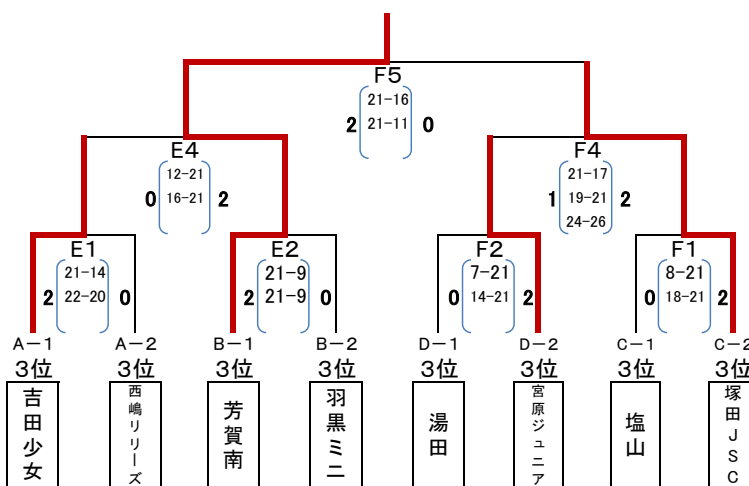 F5
21-16
2 21-11 0
E4 F4
12-21 21-17
0 16-21 2 1 19-21 2
24-26
E1 E2 F2 F1
21-14 21-9 7-21 8-21
2 22-20 0 2 21-9 0 0 14-21 2 0 18-21 2
A-1 A-2 B-1 B-2 D-1 D-2 C-1 C-2
3位 3位 3位 3位 3位 3位 3位 3位
吉田少女
西嶋リリーズ
芳賀南
羽黒ミニ
湯田
宮原ジュニア
塩山
塚田JSC